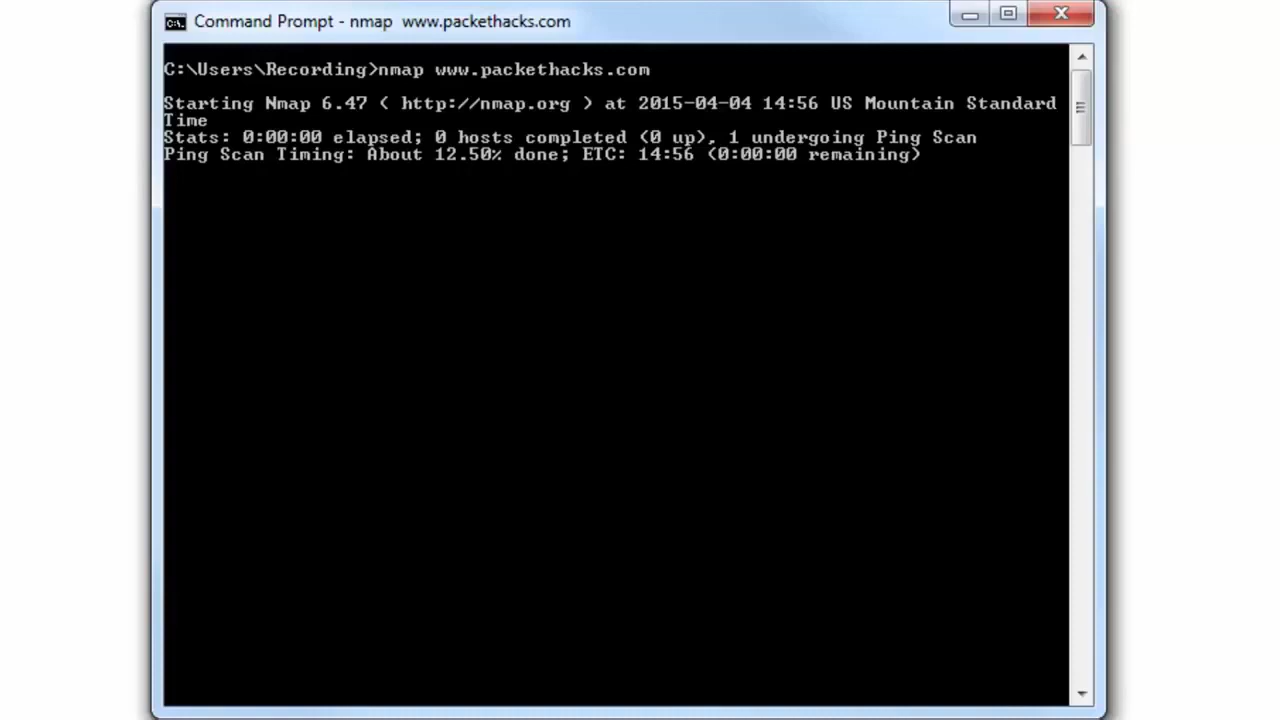 Command Prompt - nmap  www.packethacks.com
C:\Users\Recording>nmap www.packethacks.com
Starting Nmap 6.47 ( http://nmap.org ) at 2015-04-04 14:56 US Mountain Standard
Time
Stats: 0:00:00 elapsed; 0 hosts completed (0 up), 1 undergoing Ping Scan
Ping Scan Timing: About 12.50% done; ETC: 14:56 (0:00:00 remaining)